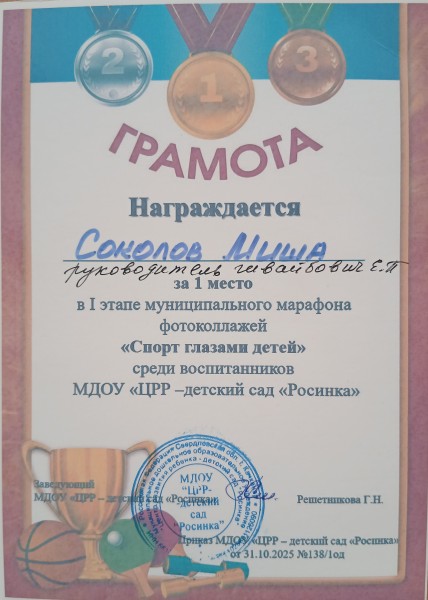 2
1
3
ГРАМОТА
Награждается
Соколов Миша
руководитель Е.П
за 1 место
в I этапе муниципального марафона
фотоколлажей
«Спорт глазами детей»
среди воспитанников
МДОУ «ЦРР –детский сад «Росинка»
МДОУ
"ЦРР-
детский
сад
"Росинка"
Заведующий
МДОУ «ЦРР – детский сад «Росинка»
Решетникова Г.Н.
Приказ МДОУ «ЦРР – детский сад «Росинка»
от 31.10.2025 №138/1од